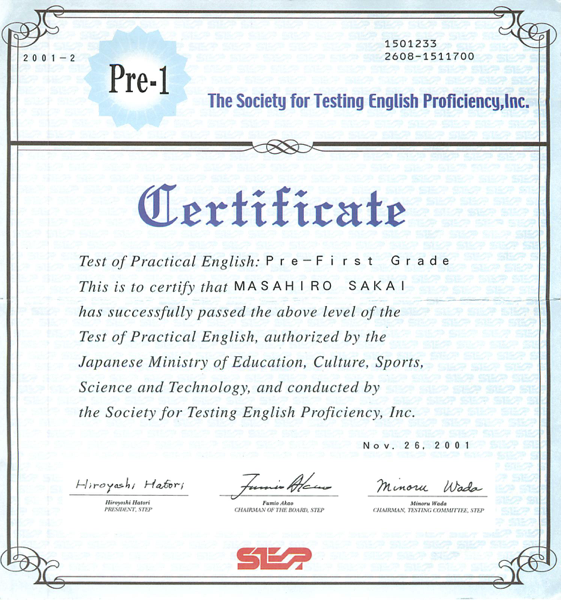 2001-2
Pre-1
1501233
2608-1511700
The Society for Testing English Proficiency,Inc.
Certificate
Test of Practical English: Pre-First Grade
This is to certify that MASAHIRO SAKAI
has successfully passed the above level of the
Test of Practical English, authorized by the
Japanese Ministry of Education, Culture, Sports,
Science and Technology, and conducted by
the Society for Testing English Proficiency, Inc.
Nov. 26, 2001
Hiroyoshi Hatori
Fumio Akao
Minoru Wada
Hiroyoshi Hatori
PRESIDENT, STEP
Fumio Akao
CHAIRMAN OF THE BOARD, STEP
Minoru Wada
CHAIRMAN, TESTING COMMITTEE, STEP
STEP